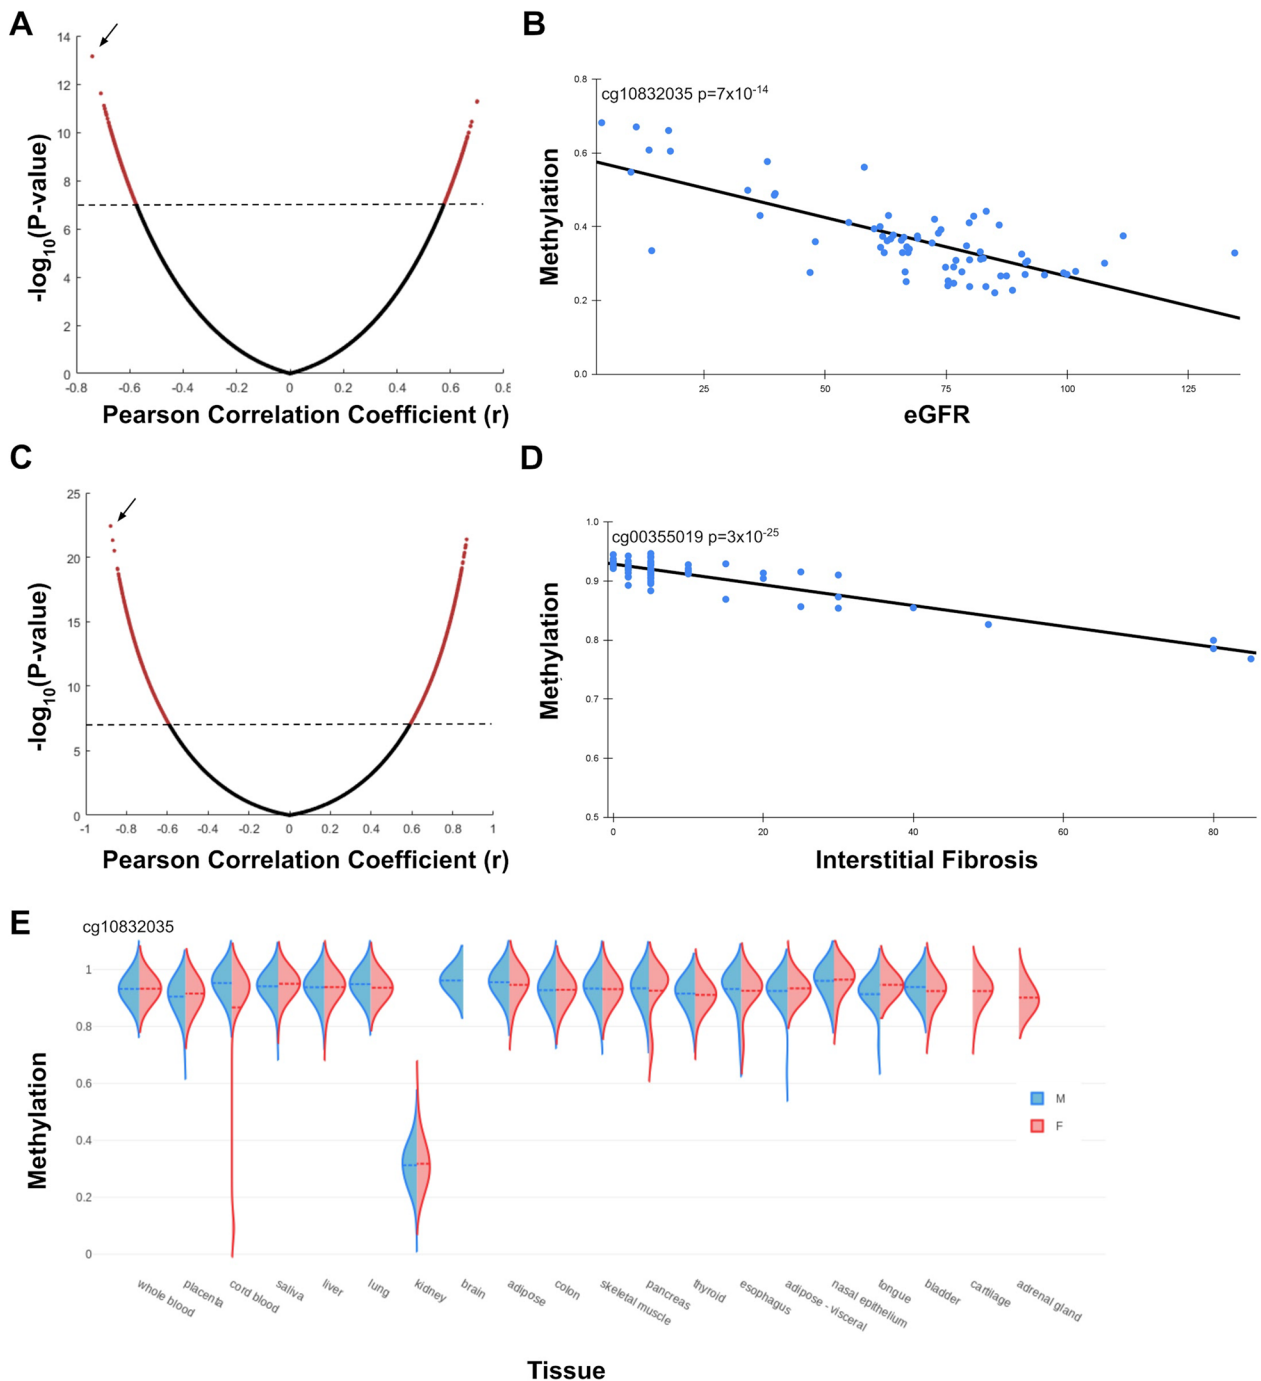 A
14
12
10
8
6
4
2
0
-0.8
-0.6
-0.4
-0.2
0
0.2
0.4
0.6
0.8
-log10(P-value)
Pearson Correlation Coefficient (r)
B
cg10832035 p=7x10-14
0.8
0.6
0.4
0.2
0.0
25
50
75
100
125
Methylation
eGFR
C
25
20
15
10
5
0
-1
-0.8
-0.6
-0.4
-0.2
0
0.2
0.4
0.6
0.8
1
-log10(P-value)
Pearson Correlation Coefficient (r)
D
cg00355019 p=3x10-25
1.0
0.9
0.8
0.7
0.6
0.5
0
20
40
60
80
Methylation
Interstitial Fibrosis
E
cg10832035
1
0.8
0.6
0.4
0.2
0
Methylation
M
F
whole blood
placenta
cord blood
saliva
liver
lung
kidney
brain
adipose
colon
skeletal muscle
pancreas
thyroid
esophagus
adipose - visceral
nasal epithelium
tongue
bladder
cartilage
adrenal gland
Tissue